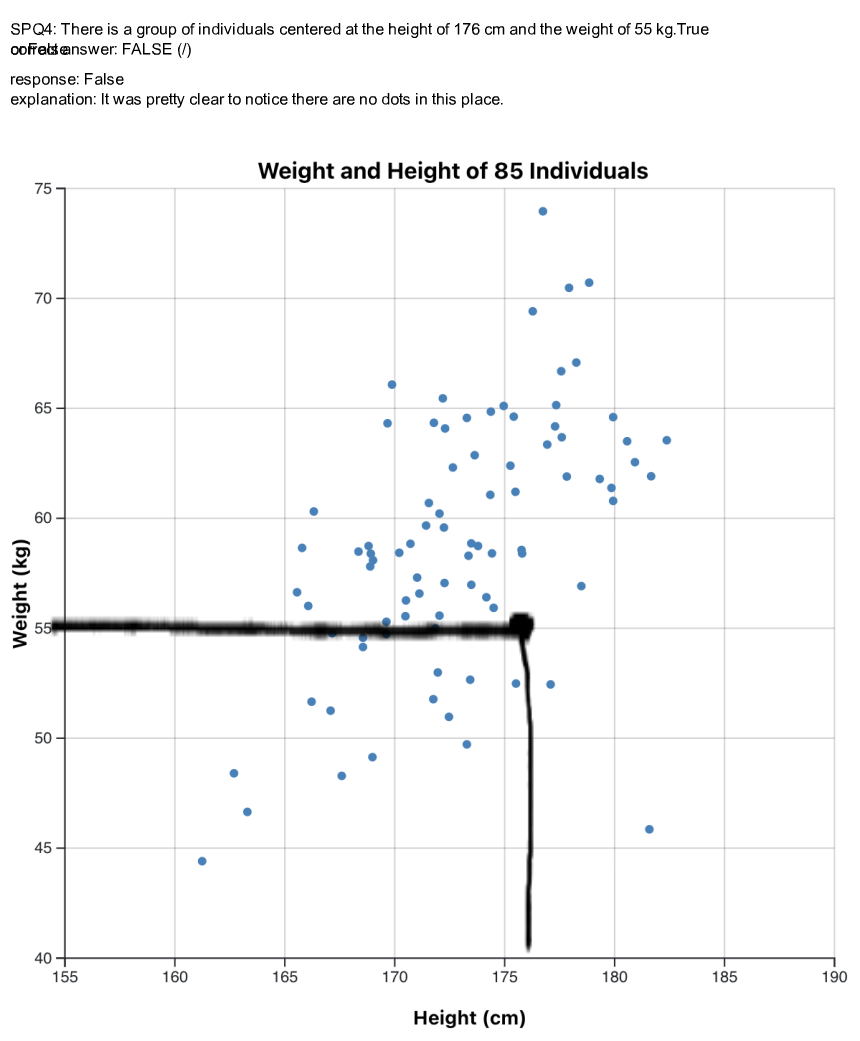 SPQ4: There is a group of individuals centered at the height of 176 cm and the weight of 55 kg.True
or False
correct answer: FALSE (/)
response: False
explanation: It was pretty clear to notice there are no dots in this place.
Weight and Height of 85 Individuals
75
70
65
60
55
50
45
40
Weight (kg)
155 160 165 170 175 180 185 190
Height (cm)